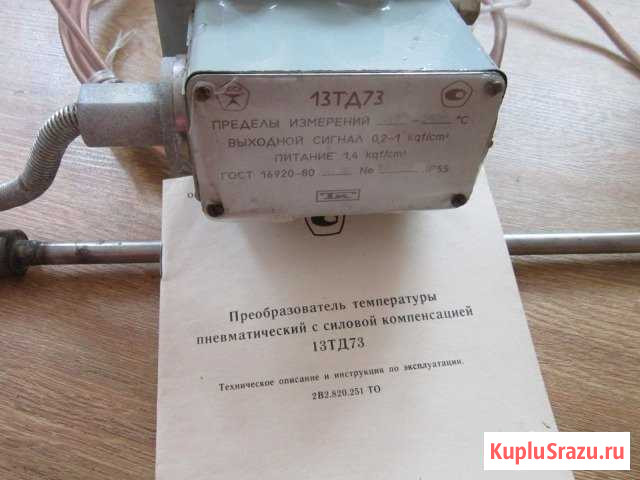 13ТД73
ПРЕДЕЛЫ ИЗМЕРЕНИЙ °C
ВЫХОДНОЙ СИГНАЛ 0,2-1 kgf/cm²
ПИТАНИЕ 1,4 kgf/cm²
ГОСТ 16920-80 № IP55
Преобразователь температуры
пневматический с силовой компенсацией
13ТД73
Техническое описание и инструкция по эксплуатации.
2В2.820.251 ТО
KupluSrazu.ru